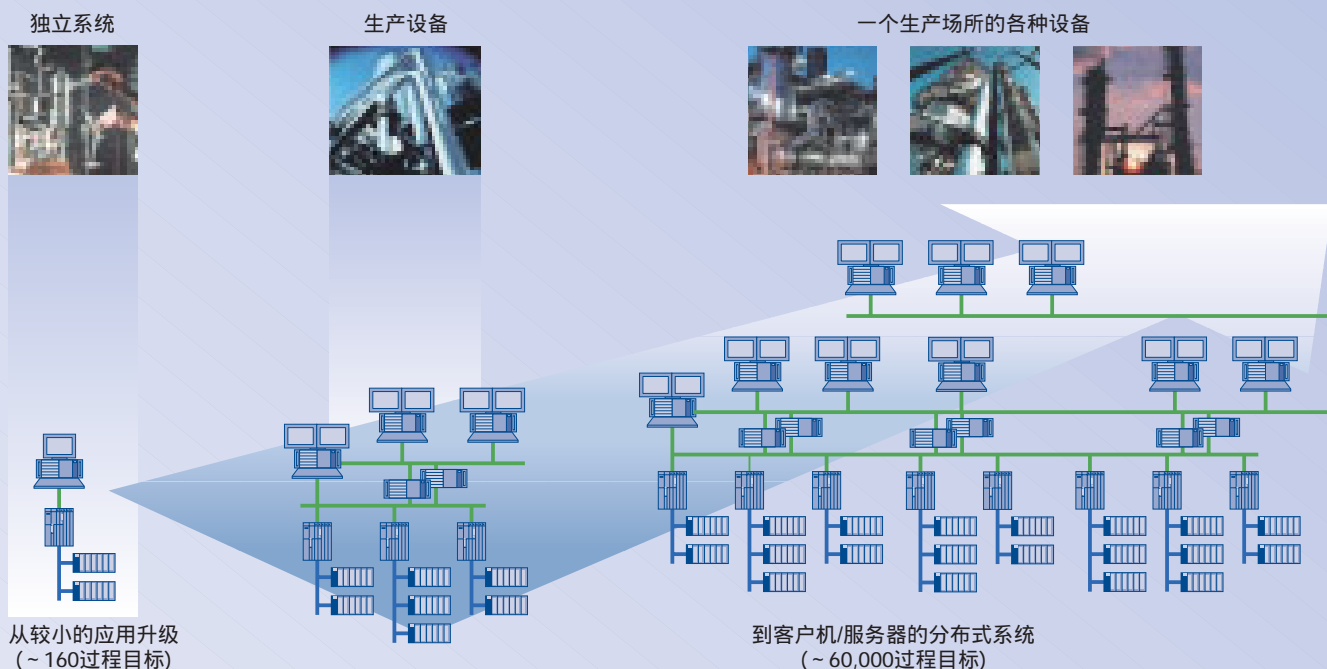 独立系统
生产设备
一个生产场所的各种设备
从较小的应用升级
(~160过程目标)
到客户机/服务器的分布式系统
(~60,000过程目标)